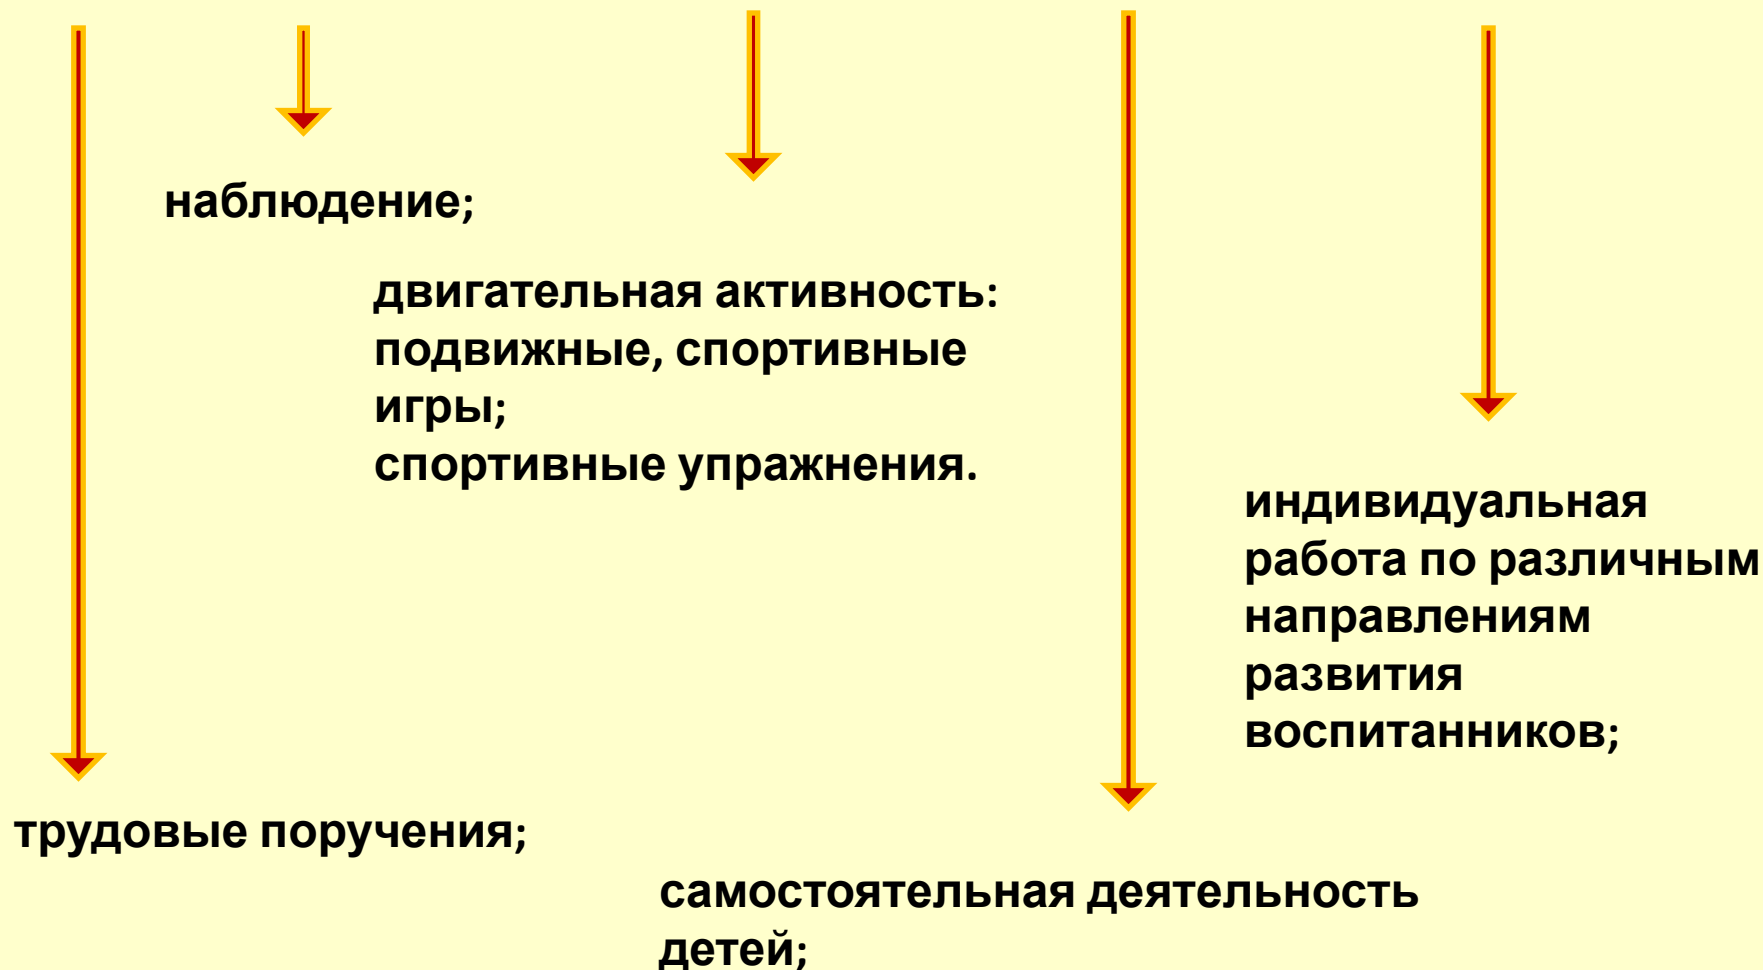 наблюдение;
двигательная активность:
подвижные, спортивные
игры;
спортивные упражнения.
индивидуальная
работа по различным
направлениям
развития
воспитанников;
трудовые поручения;
самостоятельная деятельность
детей;